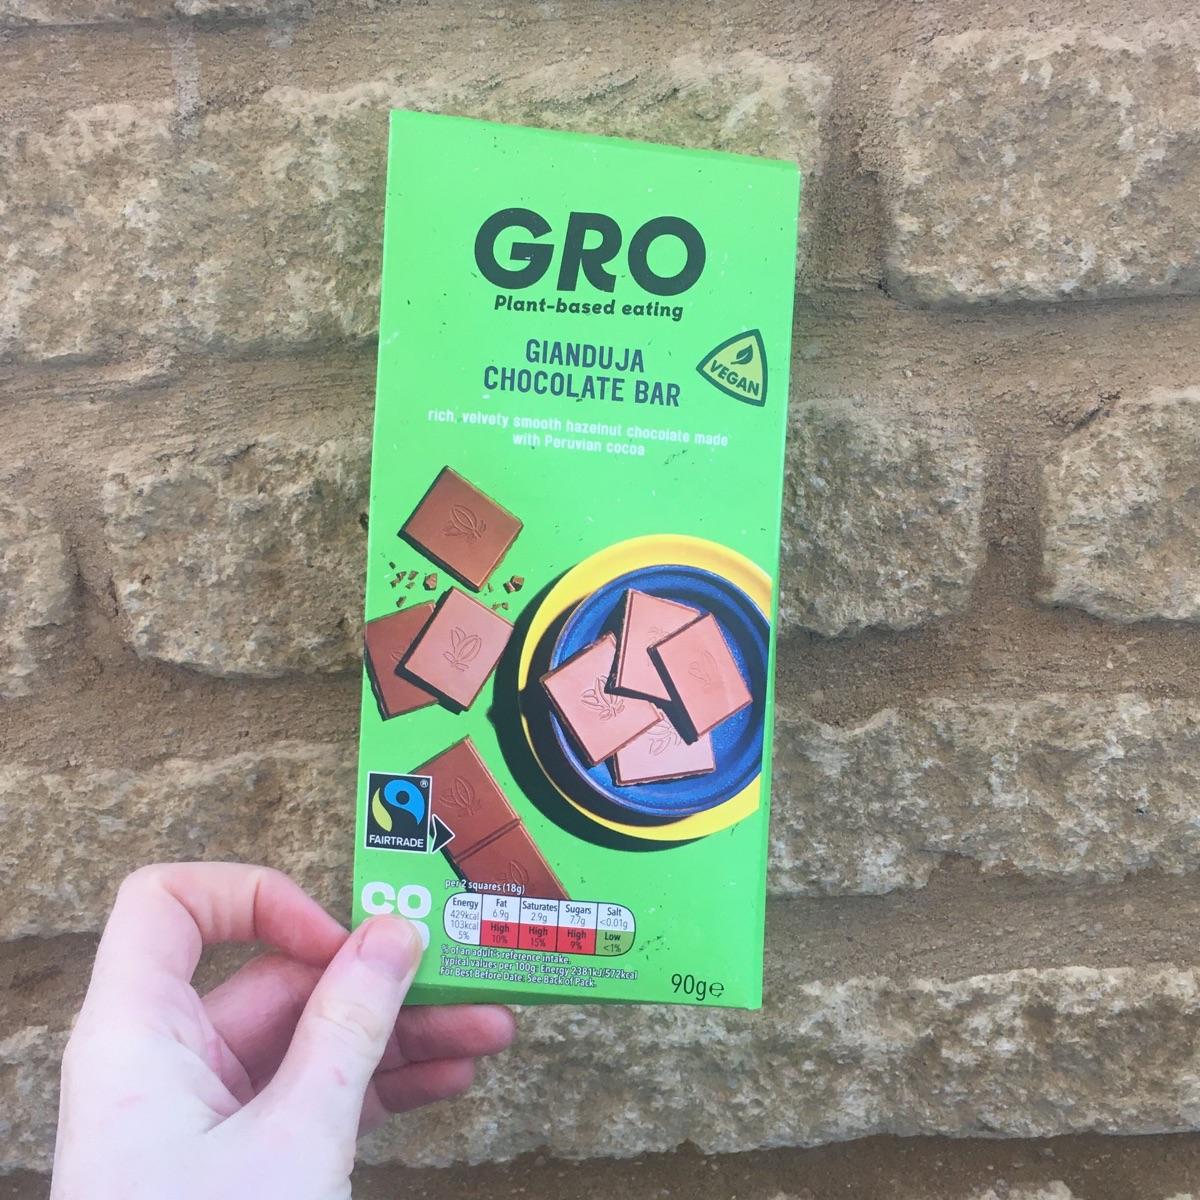 GRO
Plant-based eating
GIANDUJA
CHOCOLATE BAR
VEGAN
rich, velvety smooth hazelnut chocolate made
with Peruvian cocoa
®
FAIRTRADE
CO
per 2 squares (18g)
Energy Fat Saturates Sugars Salt
429kcal 6.9g 2.9g 7.7g <0.01g
103kcal High High High Low
5% 10% 15% 9% <1%
% of an adult's reference intake.
Typical values per 100g: Energy 2381kJ/572kcal
For Best Before Date: See Back of Pack.
90g℮